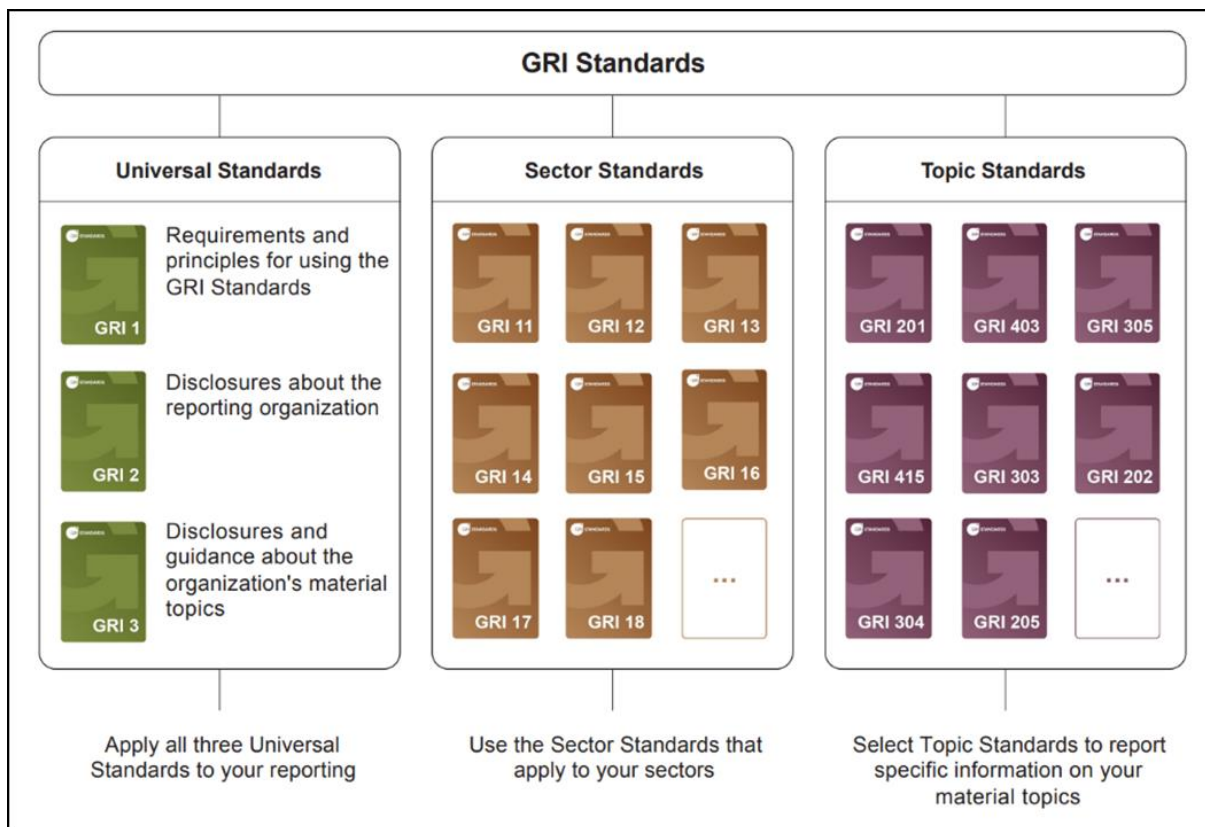 GRI Standards
Universal Standards
GRI 1
Requirements and
principles for using the
GRI Standards
GRI 2
Disclosures about the
reporting organization
GRI 3
Disclosures and
guidance about the
organization's material
topics
Apply all three Universal
Standards to your reporting
Sector Standards
GRI 11
GRI 12
GRI 13
GRI 14
GRI 15
GRI 16
GRI 17
GRI 18
...
Use the Sector Standards that
apply to your sectors
Topic Standards
GRI 201
GRI 403
GRI 305
GRI 415
GRI 303
GRI 202
GRI 304
GRI 205
...
Select Topic Standards to report
specific information on your
material topics